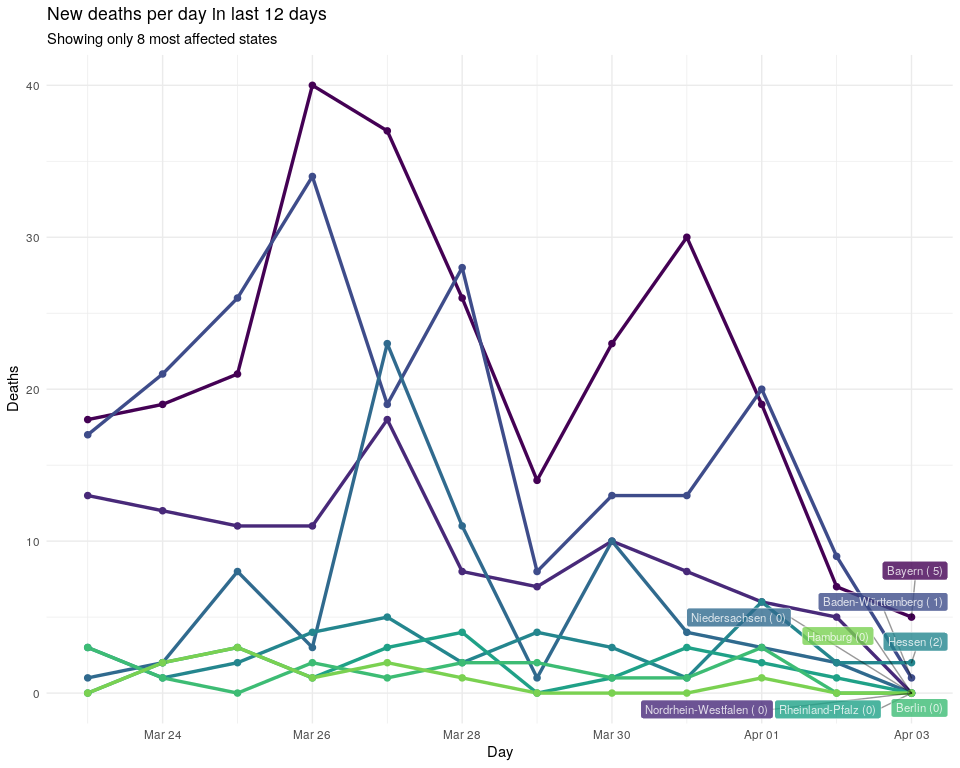 New deaths per day in last 12 days
Showing only 8 most affected states
Deaths
40
30
20
10
0
Bayern ( 5)
Baden-Württemberg ( 1)
Niedersachsen ( 0)
Hamburg (0)
Hessen (2)
Nordrhein-Westfalen ( 0)
Rheinland-Pfalz (0)
Berlin (0)
Mar 24
Mar 26
Mar 28
Mar 30
Apr 01
Apr 03
Day